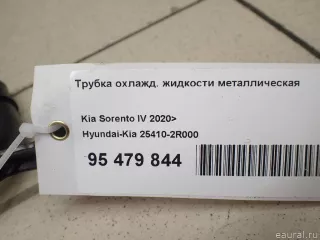 Трубка охлажд. жидкости металлическая
Kia Sorento IV 2020>
Hyundai-Kia 25410-2R000
95 479 844
eaural.ru